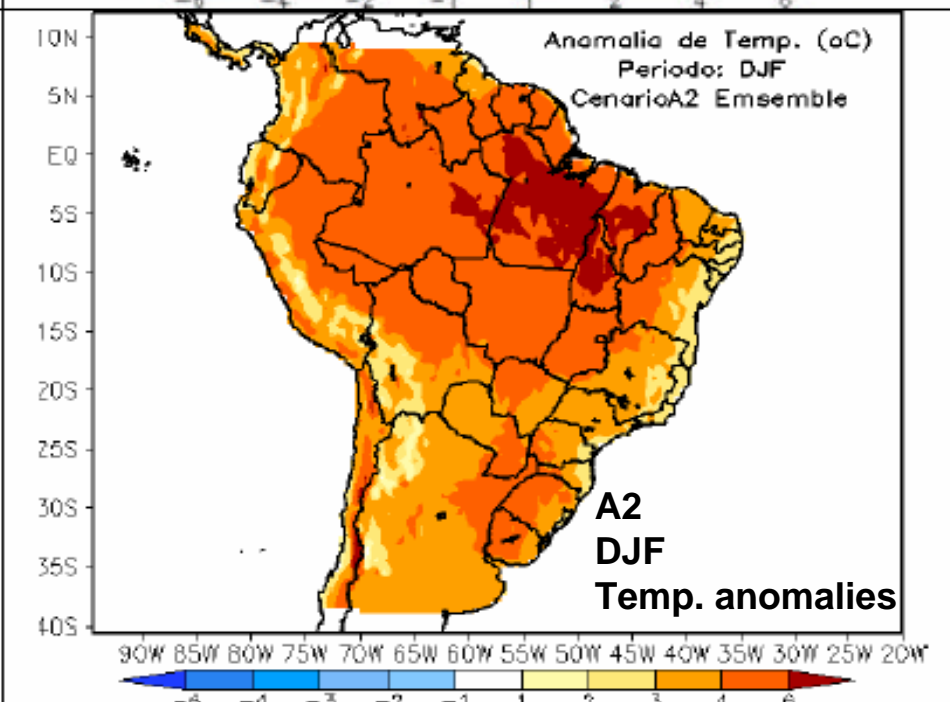 Anomalia de Temp. (oC)
Periodo: DJF
CenarioA2 Emsemble
10N
5N
EQ
5S
10S
15S
20S
25S
30S
35S
40S
A2
DJF
Temp. anomalies
90W 85W 80W 75W 70W 65W 60W 55W 50W 45W 40W 35W 30W 25W 20W